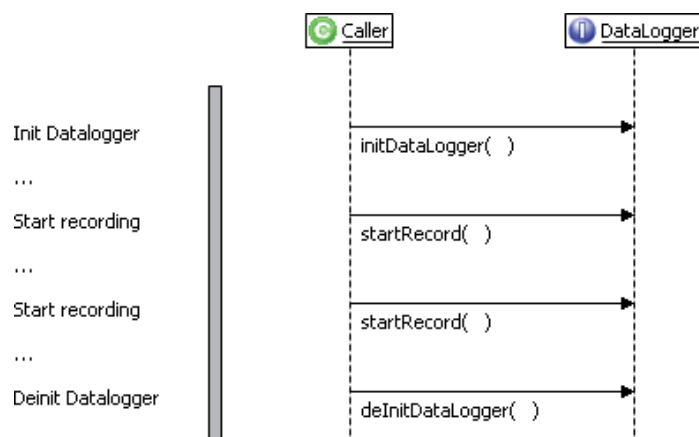 Caller
DataLogger
Init Datalogger
initDataLogger( )
...
Start recording
startRecord( )
...
Start recording
startRecord( )
...
Deinit Datalogger
deInitDataLogger( )